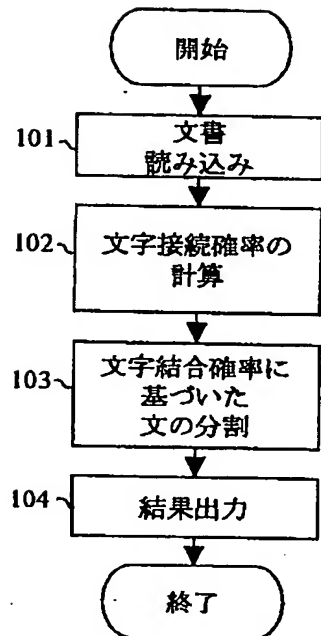 開始
101
文書
読み込み
102
文字接続確率の
計算
103
文字結合確率に
基づいた
文の分割
104
結果出力
終了